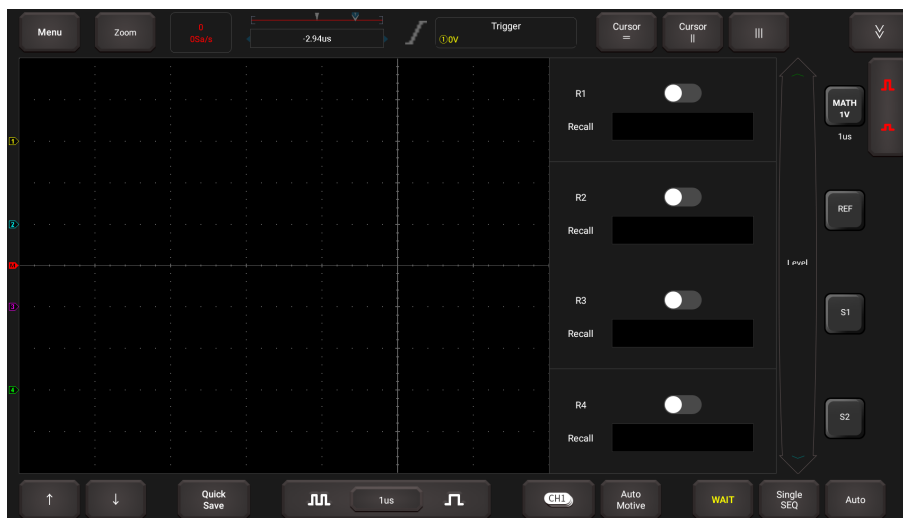 Menu
Zoom
0
0Sa/s
-2.94us
Trigger
1 0V
Cursor
=
Cursor
||
|||
R1
Recall
R2
Recall
R3
Recall
R4
Recall
1
2
M
3
4
Level
MATH
1V
1us
REF
S1
S2
↑
↓
Quick
Save
1us
CH1
Auto
Motive
WAIT
Single
SEQ
Auto